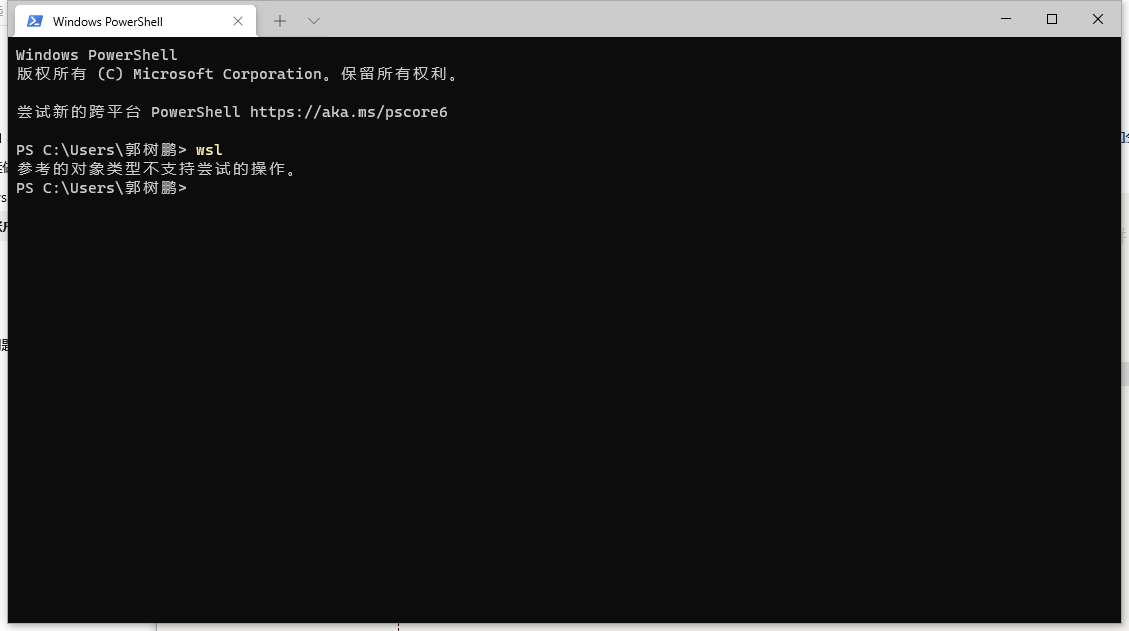 Windows PowerShell
Windows PowerShell
版权所有 (C) Microsoft Corporation。保留所有权利。
尝试新的跨平台 PowerShell https://aka.ms/pscore6
PS C:\Users\郭树鹏> wsl
参考的对象类型不支持尝试的操作。
PS C:\Users\郭树鹏>